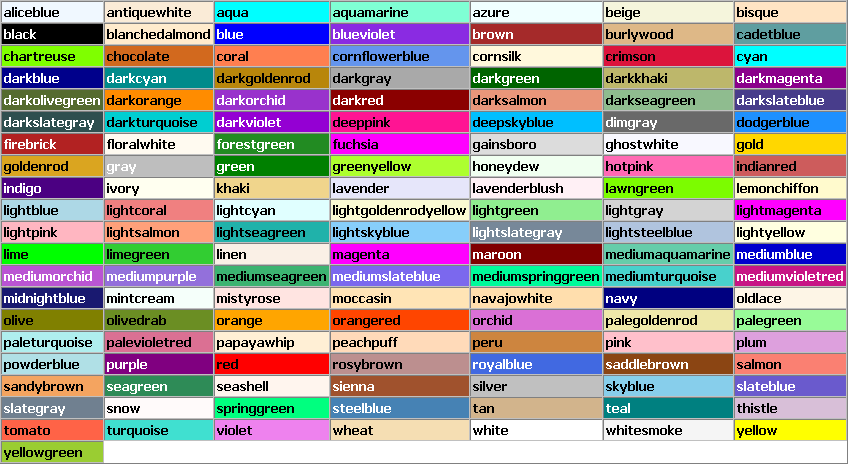 aliceblue antiquewhite aqua aquamarine azure beige bisque
black blanchedalmond blue blueviolet brown burlywood cadetblue
chartreuse chocolate coral cornflowerblue cornsilk crimson cyan
darkblue darkcyan darkgoldenrod darkgray darkgreen darkkhaki darkmagenta
darkolivegreen darkorange darkorchid darkred darksalmon darkseagreen darkslateblue
darkslategray darkturquoise darkviolet deeppink deepskyblue dimgray dodgerblue
firebrick floralwhite forestgreen fuchsia gainsboro ghostwhite gold
goldenrod gray green greenyellow honeydew hotpink indianred
indigo ivory khaki lavender lavenderblush lawngreen lemonchiffon
lightblue lightcoral lightcyan lightgoldenrodyellow lightgreen lightgray lightmagenta
lightpink lightsalmon lightseagreen lightskyblue lightslategray lightsteelblue lightyellow
lime limegreen linen magenta maroon mediumaquamarine mediumblue
mediumorchid mediumpurple mediumseagreen mediumslateblue mediumspringgreen mediumturquoise mediumvioletred
midnightblue mintcream mistyrose moccasin navajowhite navy oldlace
olive olivedrab orange orangered orchid palegoldenrod palegreen
paleturquoise palevioletred papayawhip peachpuff peru pink plum
powderblue purple red rosybrown royalblue saddlebrown salmon
sandybrown seagreen seashell sienna silver skyblue slateblue
slategray snow springgreen steelblue tan teal thistle
tomato turquoise violet wheat white whitesmoke yellow
yellowgreen